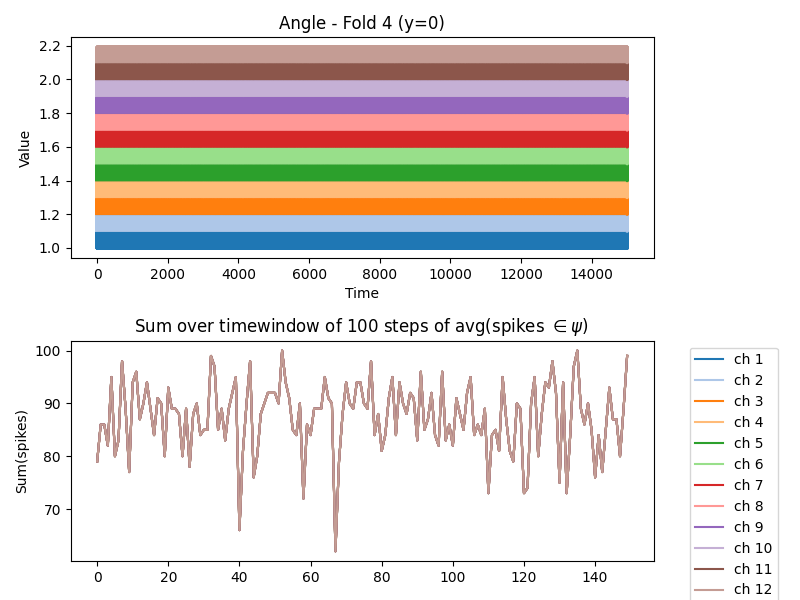 Angle - Fold 4 (y=0)
2.2
2.0
1.8
1.6
1.4
1.2
1.0
Value
0 2000 4000 6000 8000 10000 12000 14000
Time
Sum over timewindow of 100 steps of avg(spikes ∈ ψ)
100
90
80
70
Sum(spikes)
0 20 40 60 80 100 120 140
ch 1
ch 2
ch 3
ch 4
ch 5
ch 6
ch 7
ch 8
ch 9
ch 10
ch 11
ch 12